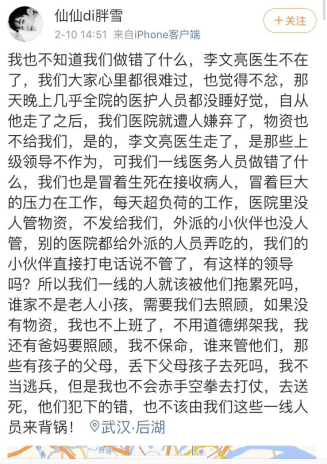 仙仙di胖雪
+关注
2-10 14:51 来自iPhone客户端
我也不知道我们做错了什么，李文亮医生不在
了，我们大家心里都很难过，也觉得不忿，那
天晚上几乎全院的医护人员都没睡好觉，自从
他走了之后，我们医院就遭人嫌弃了，物资也
不给我们，是的，李文亮医生走了，是那些上
级领导不作为，可我们一线医务人员做错了什
么，我们也是冒着生死在接收病人，冒着巨大
的压力在工作，每天超负荷的工作，医院里没
人管物资，不发给我们，外派的小伙伴也没人
管，别的医院都给外派的人员弄吃的，我们的
小伙伴直接打电话说不管了，有这样的领导
吗？所以我们一线的人就该被他们拖累死吗，
谁家不是老人小孩，需要我们去照顾，如果没
有物资，我也不上班了，不用道德绑架我，我
还有爸妈要照顾，我不保命，谁来管他们，那
些有孩子的父母，丢下父母孩子去死吗，我不
当逃兵，但是我也不会赤手空拳去打仗，去送
死，他们犯下的错，也不该由我们这些一线人
员来背锅！ 武汉·后湖